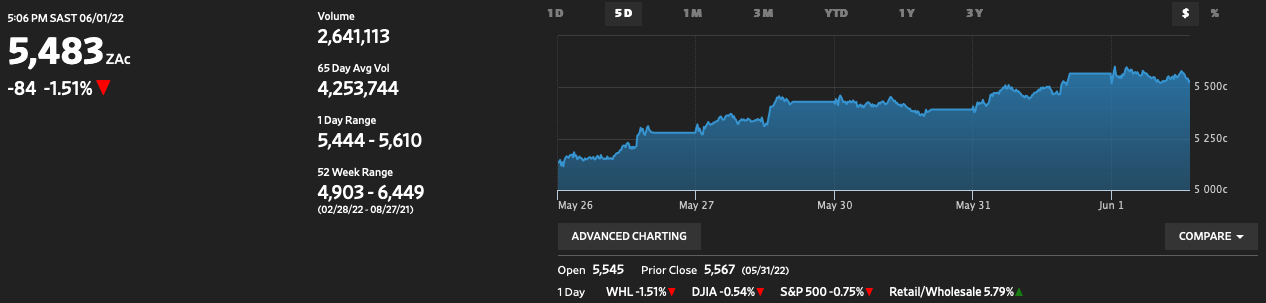 5:06 PM SAST 06/01/22
5,483 ZAc
-84 -1.51%
Volume
2,641,113
65 Day Avg Vol
4,253,744
1 Day Range
5,444 - 5,610
52 Week Range
4,903 - 6,449
(02/28/22 - 08/27/21)
1D 5D 1M 3M YTD 1Y 3Y $ %
5 500c
5 250c
5 000c
May 26 May 27 May 30 May 31 Jun 1
ADVANCED CHARTING COMPARE
Open 5,545 Prior Close 5,567 (05/31/22)
1 Day WHL -1.51% DJIA -0.54% S&P 500 -0.75% Retail/Wholesale 5.79%